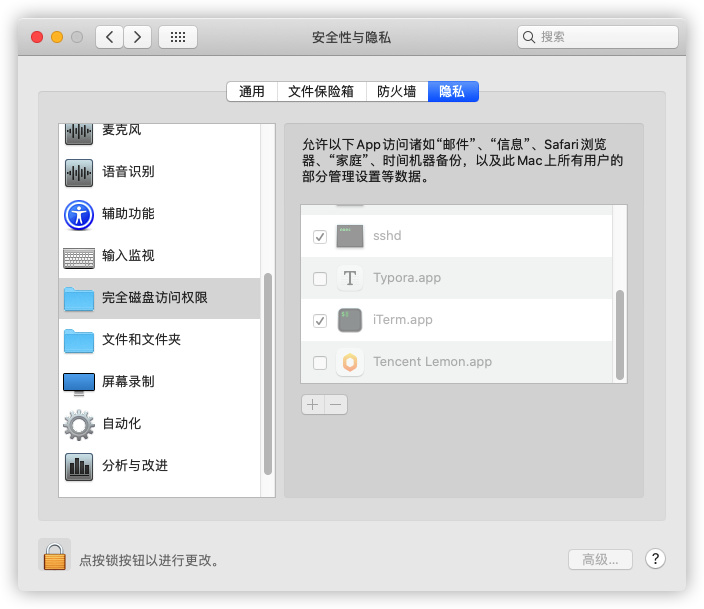 安全性与隐私
搜索
通用
文件保险箱
防火墙
隐私
麦克风
语音识别
辅助功能
输入监视
完全磁盘访问权限
文件和文件夹
屏幕录制
自动化
分析与改进
允许以下App访问诸如“邮件”、“信息”、Safari浏览
器、“家庭”、时间机器备份，以及此Mac上所有用户的
部分管理设置等数据。
sshd
Typora.app
iTerm.app
Tencent Lemon.app
点按锁按钮以进行更改。
高级...
?